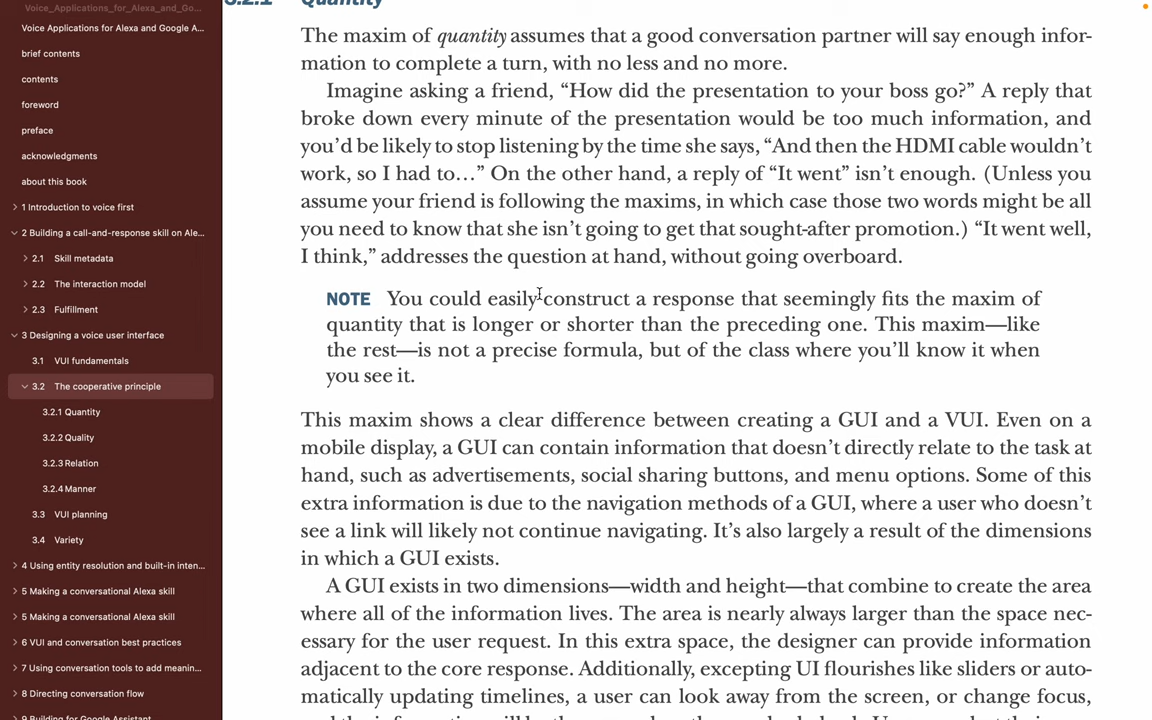 Voice_Applications_for_Alexa_and_Go...
Voice Applications for Alexa and Google A...
brief contents
contents
foreword
preface
acknowledgments
about this book
1 Introduction to voice first
2 Building a call-and-response skill on Ale...
2.1 Skill metadata
2.2 The interaction model
2.3 Fulfillment
3 Designing a voice user interface
3.1 VUI fundamentals
3.2 The cooperative principle
3.2.1 Quantity
3.2.2 Quality
3.2.3 Relation
3.2.4 Manner
3.3 VUI planning
3.4 Variety
4 Using entity resolution and built-in inten...
5 Making a conversational Alexa skill
5 Making a conversational Alexa skill
6 VUI and conversation best practices
7 Using conversation tools to add meanin...
8 Directing conversation flow
9 Building for Google Assistant
3.2.1 Quantity
The maxim of quantity assumes that a good conversation partner will say enough infor-
mation to complete a turn, with no less and no more.
Imagine asking a friend, “How did the presentation to your boss go?” A reply that
broke down every minute of the presentation would be too much information, and
you’d be likely to stop listening by the time she says, “And then the HDMI cable wouldn’t
work, so I had to…” On the other hand, a reply of “It went” isn’t enough. (Unless you
assume your friend is following the maxims, in which case those two words might be all
you need to know that she isn’t going to get that sought-after promotion.) “It went well,
I think,” addresses the question at hand, without going overboard.
NOTE You could easily construct a response that seemingly fits the maxim of
quantity that is longer or shorter than the preceding one. This maxim—like
the rest—is not a precise formula, but of the class where you’ll know it when
you see it.
This maxim shows a clear difference between creating a GUI and a VUI. Even on a
mobile display, a GUI can contain information that doesn’t directly relate to the task at
hand, such as advertisements, social sharing buttons, and menu options. Some of this
extra information is due to the navigation methods of a GUI, where a user who doesn’t
see a link will likely not continue navigating. It’s also largely a result of the dimensions
in which a GUI exists.
A GUI exists in two dimensions—width and height—that combine to create the area
where all of the information lives. The area is nearly always larger than the space nec-
essary for the user request. In this extra space, the designer can provide information
adjacent to the core response. Additionally, excepting UI flourishes like sliders or auto-
matically updating timelines, a user can look away from the screen, or change focus,